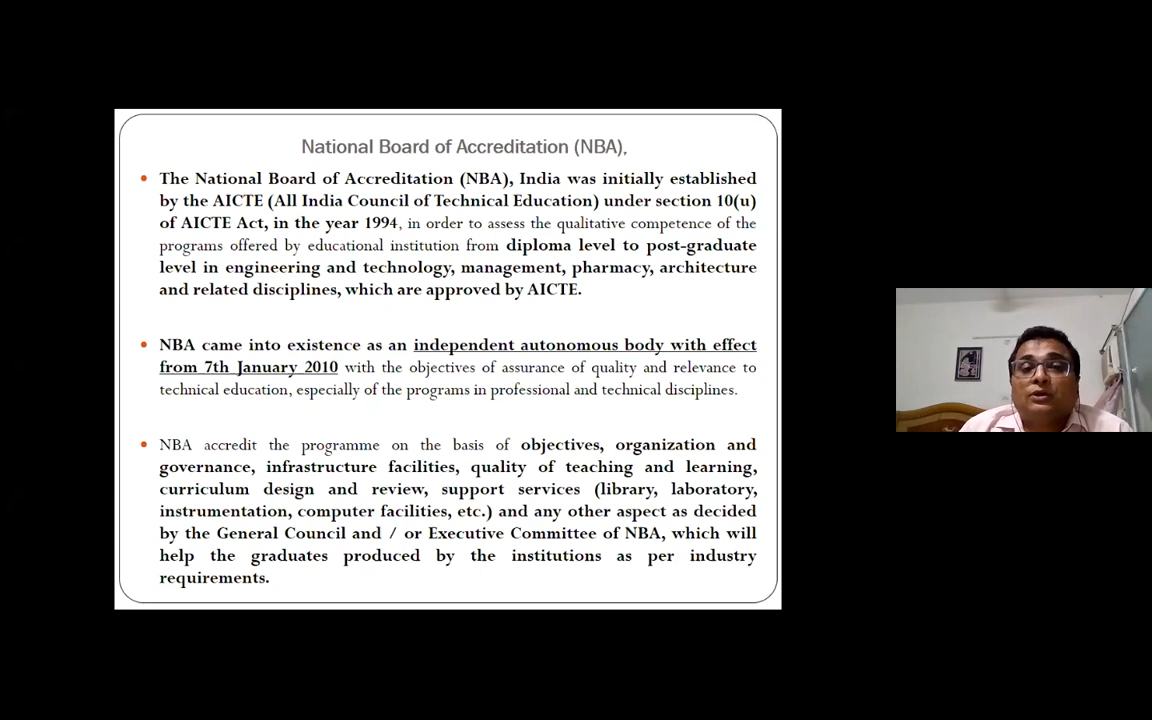 National Board of Accreditation (NBA),
• The National Board of Accreditation (NBA), India was initially established
by the AICTE (All India Council of Technical Education) under section 10(u)
of AICTE Act, in the year 1994, in order to assess the qualitative competence of the
programs offered by educational institution from diploma level to post-graduate
level in engineering and technology, management, pharmacy, architecture
and related disciplines, which are approved by AICTE.
• NBA came into existence as an independent autonomous body with effect
from 7th January 2010 with the objectives of assurance of quality and relevance to
technical education, especially of the programs in professional and technical disciplines.
• NBA accredit the programme on the basis of objectives, organization and
governance, infrastructure facilities, quality of teaching and learning,
curriculum design and review, support services (library, laboratory,
instrumentation, computer facilities, etc.) and any other aspect as decided
by the General Council and / or Executive Committee of NBA, which will
help the graduates produced by the institutions as per industry
requirements.